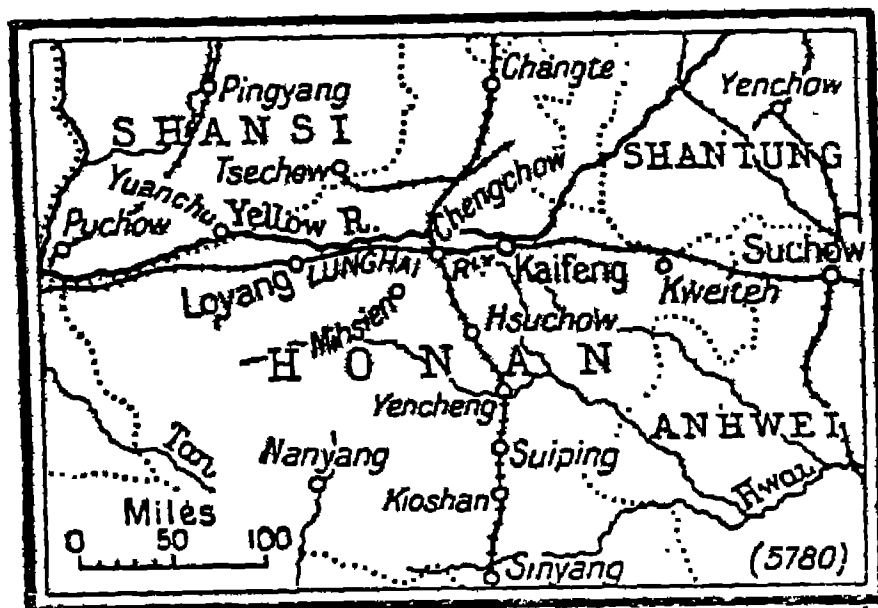 Changte
Pingyang
Yenchow
SHANSI
Tsechow
Chengchow
SHANTUNG
Yuanchu
Puchow
Yellow R.
Suchow
Loyang
LUNGHAI RLY
Kaifeng
Kweiteh
Mihsien
Hsuchow
HONAN
Yencheng
ANHWEI
Tan
Nanyang
Suiping
Hwai
Kioshan
Miles
0 50 100
Sinyang
(5780)